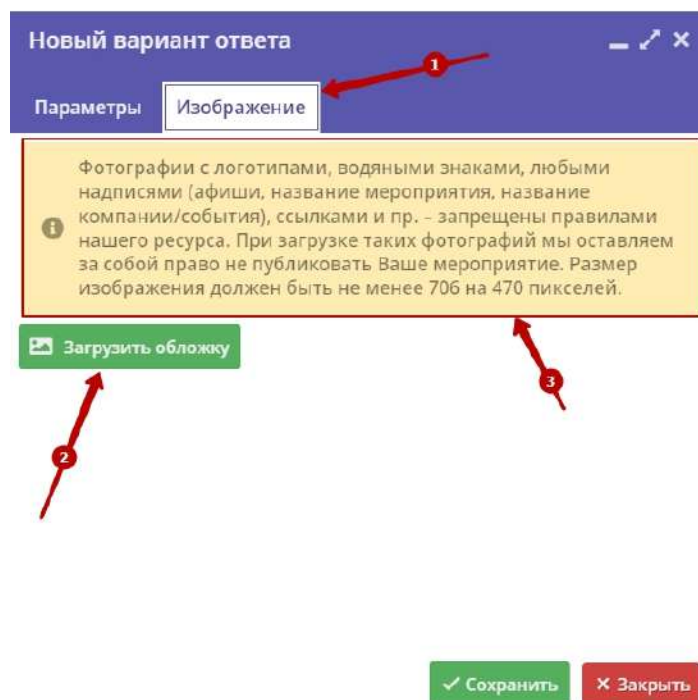 Новый вариант ответа
1
Параметры Изображение
Фотографии с логотипами, водяными знаками, любыми
надписями (афиши, название мероприятия, название
компании/события), ссылками и пр. – запрещены правилами
нашего ресурса. При загрузке таких фотографий мы оставляем
за собой право не публиковать Ваше мероприятие. Размер
изображения должен быть не менее 706 на 470 пикселей.
Загрузить обложку
3
2
Сохранить Закрыть